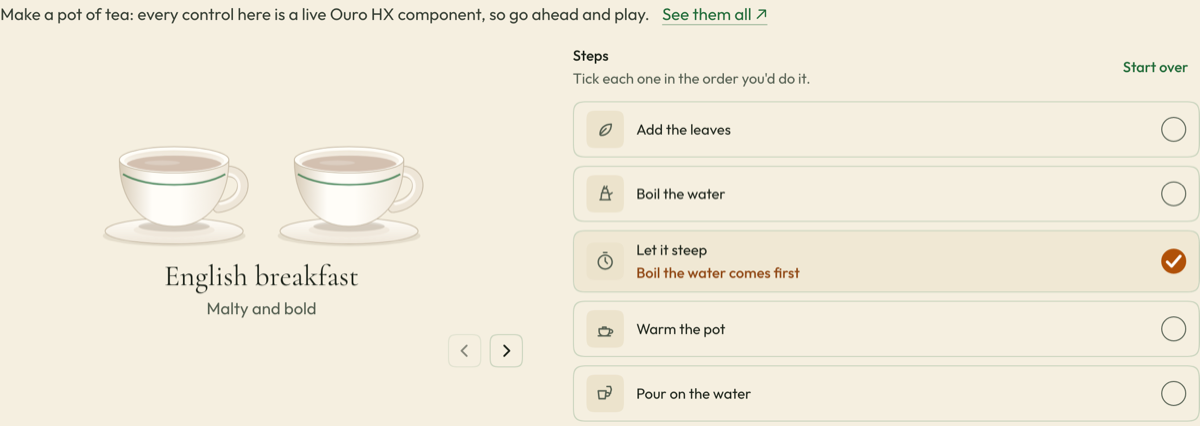 Make a pot of tea: every control here is a live Ouro HX component, so go ahead and play. See them all ↗
English breakfast
Malty and bold
Steps
Tick each one in the order you'd do it.
Start over
Add the leaves
Boil the water
Let it steep
Boil the water comes first
Warm the pot
Pour on the water